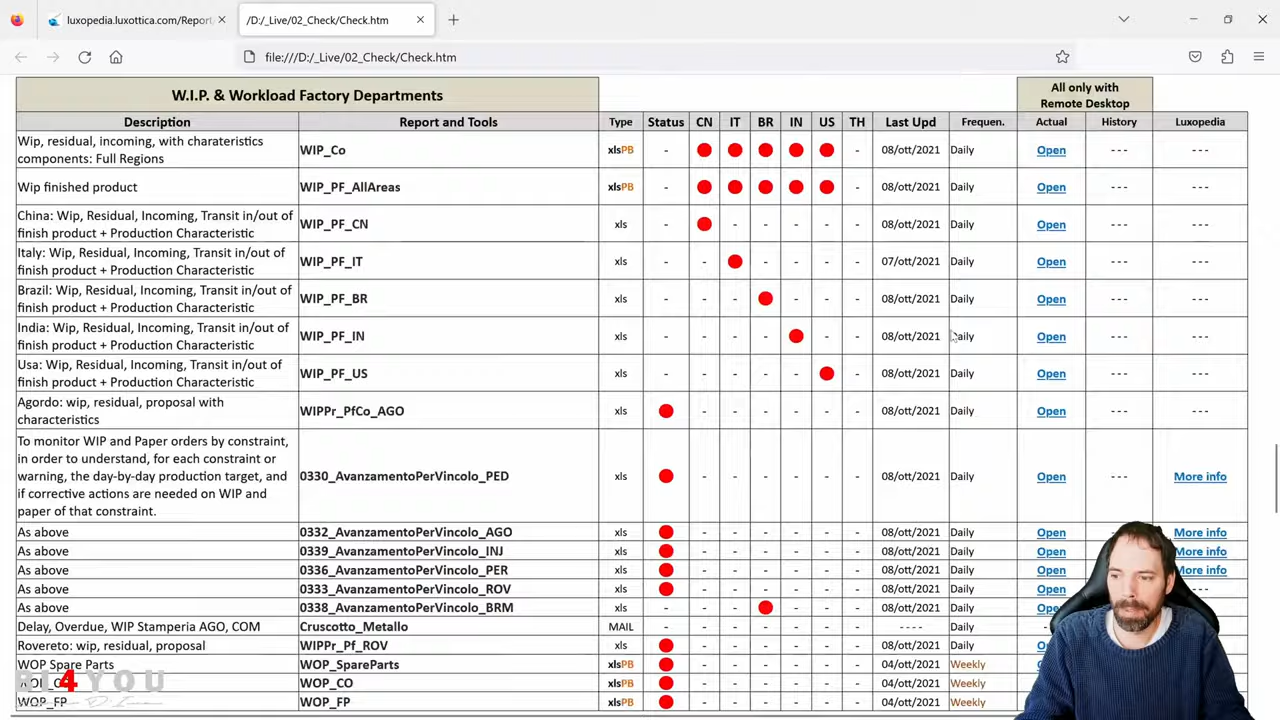 luxopedia.luxottica.com/Report
/D:/_Live/02_Check/Check.htm
file:///D:/_Live/02_Check/Check.htm
W.I.P. & Workload Factory Departments
All only with
Remote Desktop
Description Report and Tools Type Status CN IT BR IN US TH Last Upd Frequen. Actual History Luxopedia
Wip, residual, incoming, with charateristics
components: Full Regions
WIP_Co xlsPB - - 08/ott/2021 Daily Open --- ---
Wip finished product WIP_PF_AllAreas xlsPB - - 08/ott/2021 Daily Open --- ---
China: Wip, Residual, Incoming, Transit in/out of
finish product + Production Characteristic
WIP_PF_CN xls - - - - - - 08/ott/2021 Daily Open --- ---
Italy: Wip, Residual, Incoming, Transit in/out of
finish product + Production Characteristic
WIP_PF_IT xls - - - - - - 07/ott/2021 Daily Open --- ---
Brazil: Wip, Residual, Incoming, Transit in/out of
finish product + Production Characteristic
WIP_PF_BR xls - - - - - - 08/ott/2021 Daily Open --- ---
India: Wip, Residual, Incoming, Transit in/out of
finish product + Production Characteristic
WIP_PF_IN xls - - - - - - 08/ott/2021 Daily Open --- ---
Usa: Wip, Residual, Incoming, Transit in/out of
finish product + Production Characteristic
WIP_PF_US xls - - - - - - 08/ott/2021 Daily Open --- ---
Agordo: wip, residual, proposal with
characteristics
WIPPr_PfCo_AGO xls - - - - - - 08/ott/2021 Daily Open --- ---
To monitor WIP and Paper orders by constraint,
in order to understand, for each constraint or
warning, the day-by-day production target, and
if corrective actions are needed on WIP and
paper of that constraint.
0330_AvanzamentoPerVincolo_PED xls - - - - - - 08/ott/2021 Daily Open --- More info
As above 0332_AvanzamentoPerVincolo_AGO xls - - - - - - 08/ott/2021 Daily Open More info
As above 0339_AvanzamentoPerVincolo_INJ xls - - - - - - 08/ott/2021 Daily Open More info
As above 0336_AvanzamentoPerVincolo_PER xls - - - - - - 08/ott/2021 Daily Open More info
As above 0333_AvanzamentoPerVincolo_ROV xls - - - - - - 08/ott/2021 Daily Open ---
As above 0338_AvanzamentoPerVincolo_BRM xls - - - - - - 08/ott/2021 Daily
Delay, Overdue, WIP Stamperia AGO, COM Cruscotto_Metallo MAIL - - - - - - - ---- Daily
Rovereto: wip, residual, proposal WIPPr_Pf_ROV xls - - - - - - 08/ott/2021 Daily
WOP Spare Parts WOP_SpareParts xlsPB - - - - - - 04/ott/2021 Weekly
WOP_CO xlsPB - - - - - - 04/ott/2021 Weekly
WOP_FP WOP_FP xlsPB - - - - - - 04/ott/2021 Weekly
BI4YOU